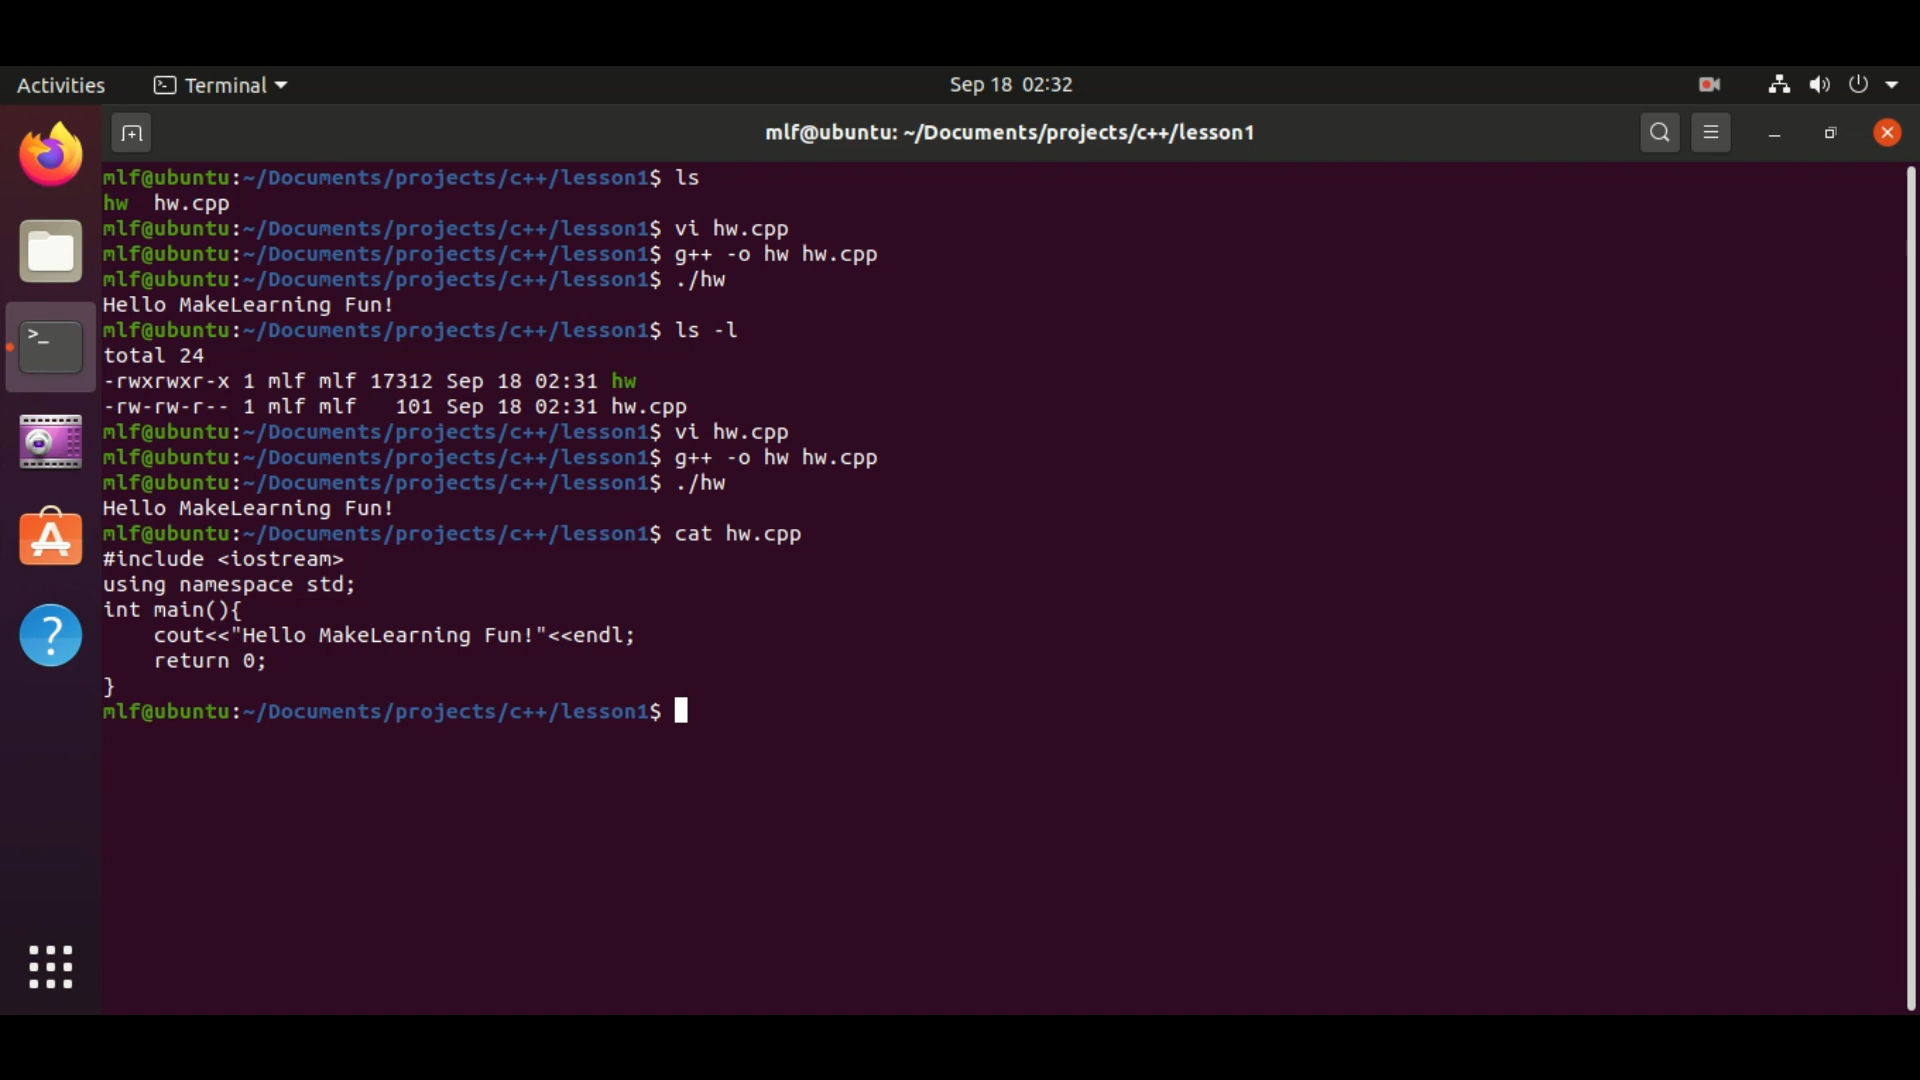 Activities Terminal Sep 18 02:32
mlf@ubuntu: ~/Documents/projects/c++/lesson1
mlf@ubuntu:~/Documents/projects/c++/lesson1$ ls
hw  hw.cpp
mlf@ubuntu:~/Documents/projects/c++/lesson1$ vi hw.cpp
mlf@ubuntu:~/Documents/projects/c++/lesson1$ g++ -o hw hw.cpp
mlf@ubuntu:~/Documents/projects/c++/lesson1$ ./hw
Hello MakeLearning Fun!
mlf@ubuntu:~/Documents/projects/c++/lesson1$ ls -l
total 24
-rwxrwxr-x 1 mlf mlf 17312 Sep 18 02:31 hw
-rw-rw-r-- 1 mlf mlf   101 Sep 18 02:31 hw.cpp
mlf@ubuntu:~/Documents/projects/c++/lesson1$ vi hw.cpp
mlf@ubuntu:~/Documents/projects/c++/lesson1$ g++ -o hw hw.cpp
mlf@ubuntu:~/Documents/projects/c++/lesson1$ ./hw
Hello MakeLearning Fun!
mlf@ubuntu:~/Documents/projects/c++/lesson1$ cat hw.cpp
#include <iostream>
using namespace std;
int main(){
    cout<<"Hello MakeLearning Fun!"<<endl;
    return 0;
}
mlf@ubuntu:~/Documents/projects/c++/lesson1$